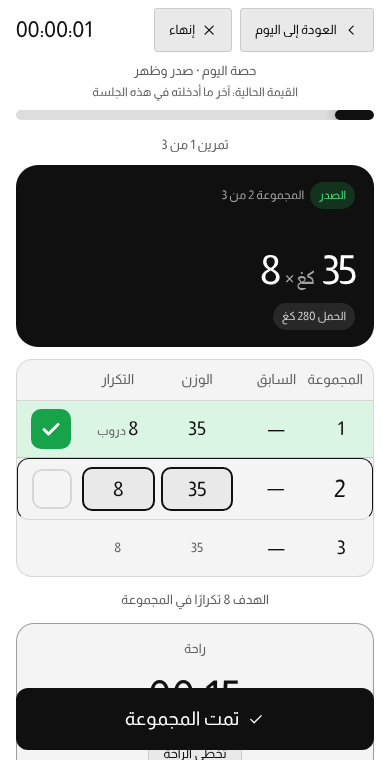 العودة إلى اليوم
إنهاء
00:00:01
حصة اليوم · صدر وظهر
القيمة الحالية: آخر ما أدخلته في هذه الجلسة
تمرين 1 من 3
الصدر
المجموعة 2 من 3
35 كغ × 8
الحمل 280 كغ
المجموعة السابق الوزن التكرار
1 — 35 8 دروب
2 — 35 8
3 — 35 8
الهدف 8 تكرارًا في المجموعة
راحة
تمت المجموعة
تخطي الراحة